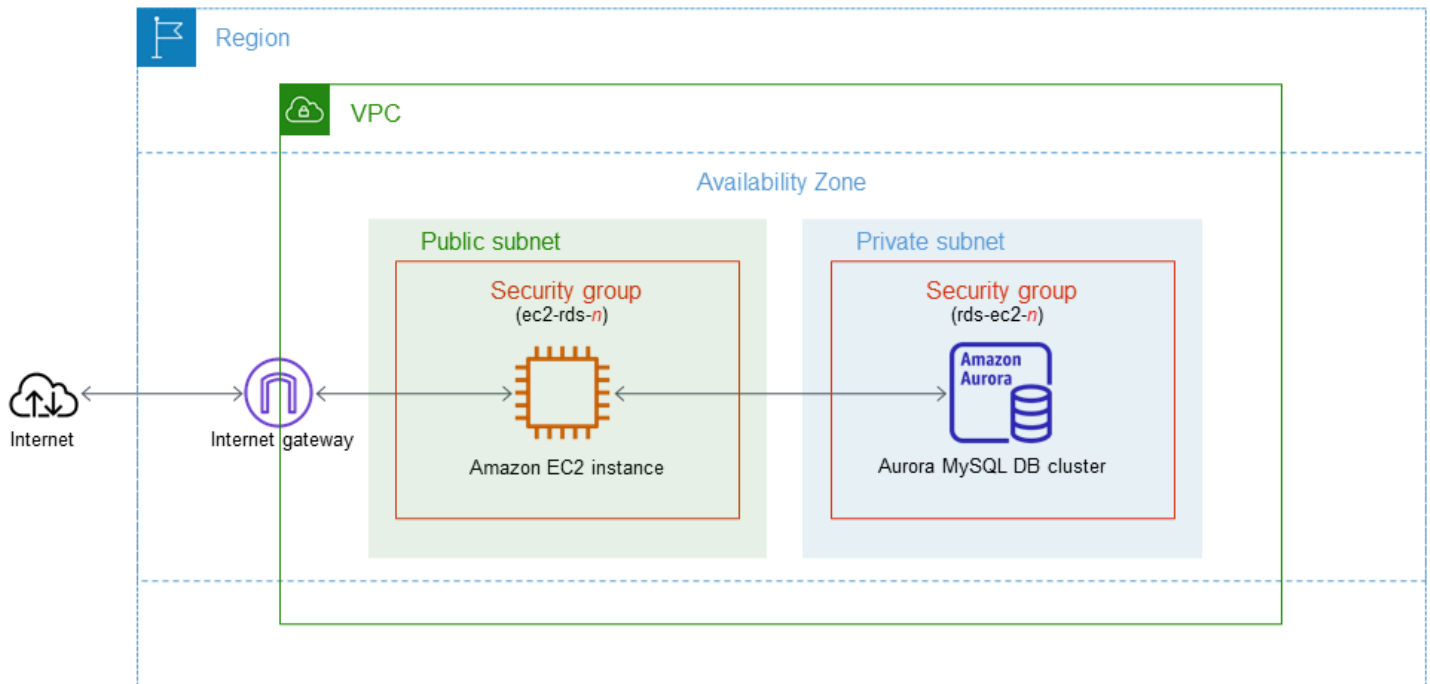 Region
VPC
Availability Zone
Public subnet
Private subnet
Security group
(ec2-rds-n)
Security group
(rds-ec2-n)
Amazon
Aurora
Internet
Internet gateway
Amazon EC2 instance
Aurora MySQL DB cluster